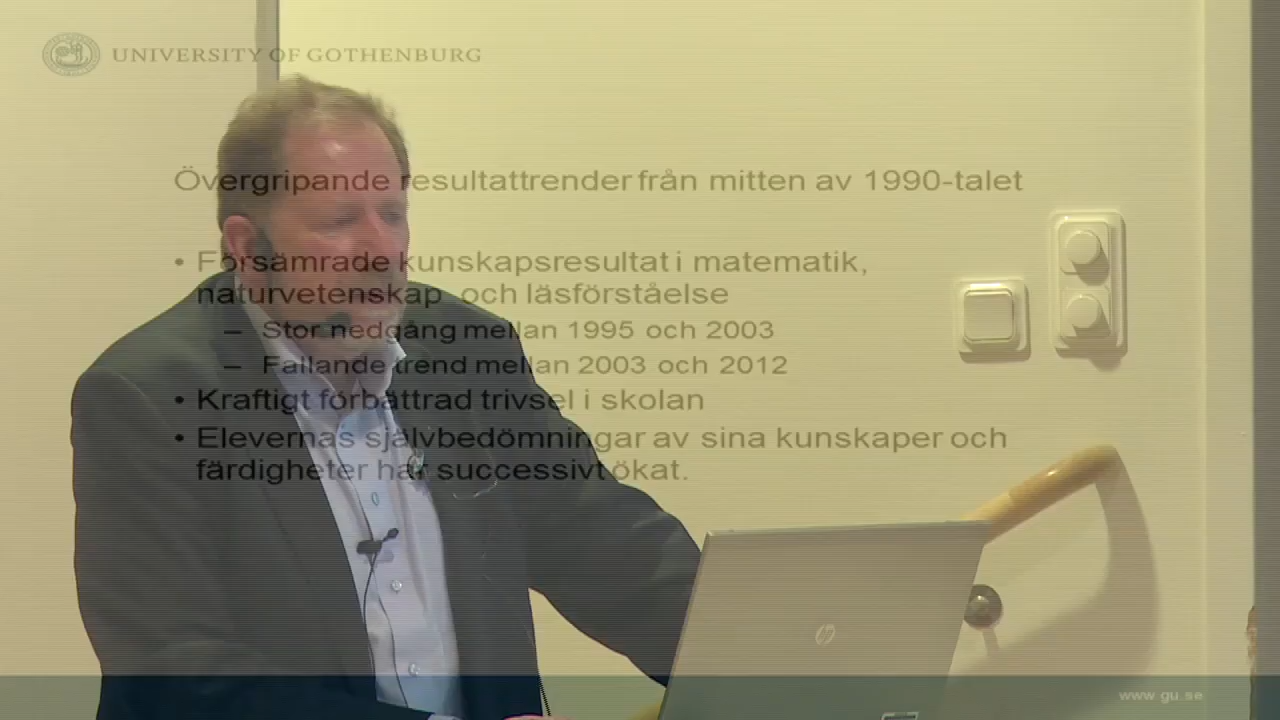 UNIVERSITY OF GOTHENBURG
Övergripande resultattrender från mitten av 1990-talet
• Försämrade kunskapsresultat i matematik,
naturvetenskap och läsförståelse
– Stor nedgång mellan 1995 och 2003
– Fallande trend mellan 2003 och 2012
• Kraftigt förbättrad trivsel i skolan
• Elevernas självbedömningar av sina kunskaper och
färdigheter har successivt ökat.
hp
www.gu.se